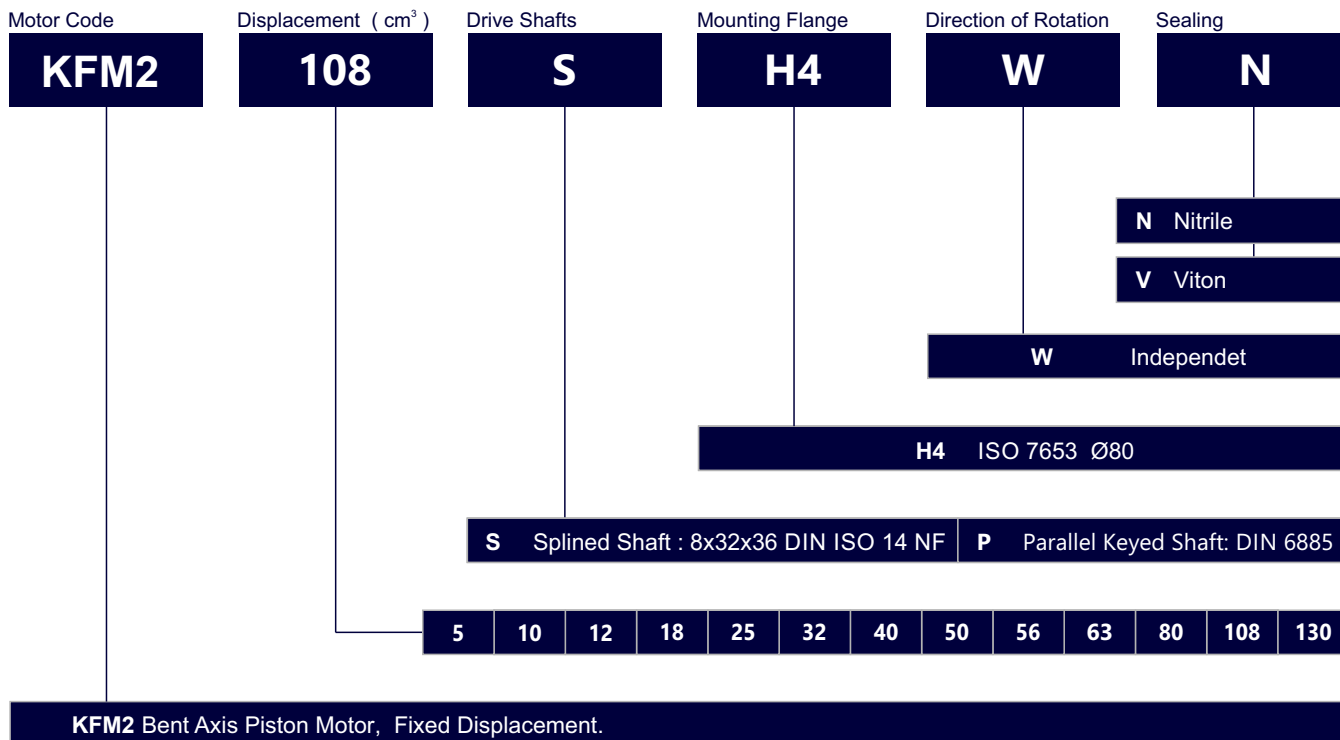 Motor Code Displacement ( cm³ ) Drive Shafts Mounting Flange Direction of Rotation Sealing
KFM2 108 S H4 W N
N Nitrile
V Viton
W Independet
H4 ISO 7653 Ø80
S Splined Shaft : 8x32x36 DIN ISO 14 NF P Parallel Keyed Shaft: DIN 6885
5 10 12 18 25 32 40 50 56 63 80 108 130
KFM2 Bent Axis Piston Motor, Fixed Displacement.